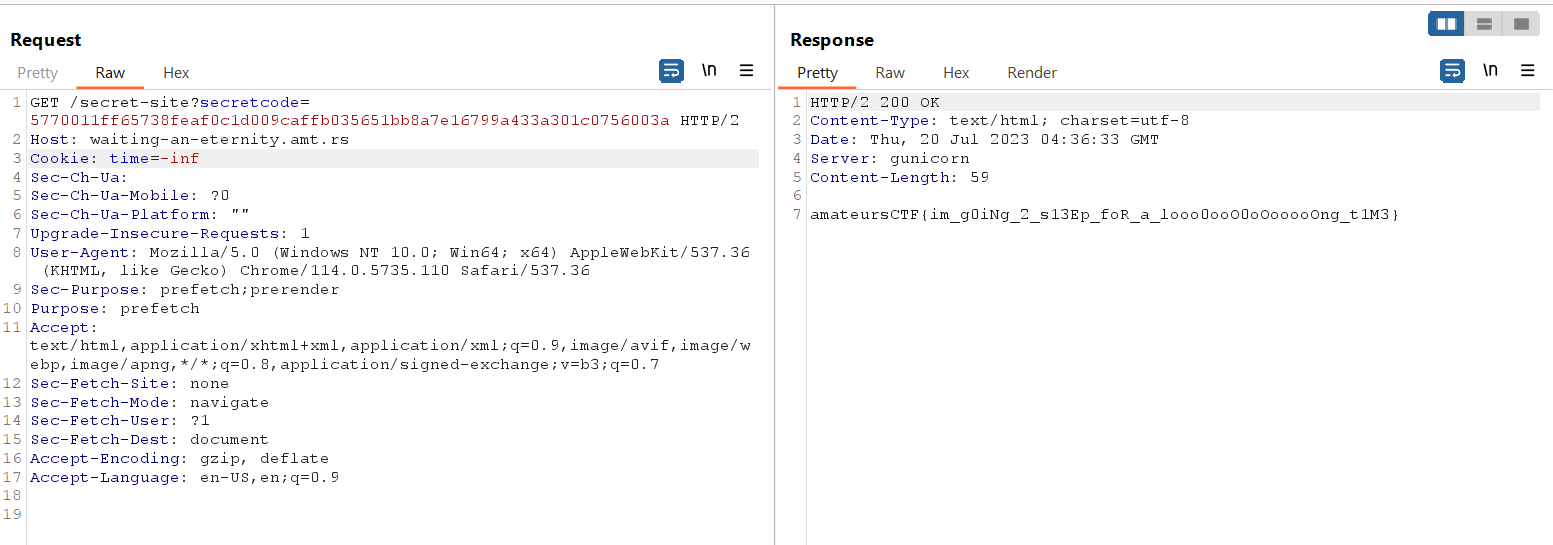 Request
Pretty Raw Hex
\n
1 GET /secret-site?secretcode=
5770011ff65738feaf0c1d009caffb035651bb8a7e16799a433a301c0756003a HTTP/2
2 Host: waiting-an-eternity.amt.rs
3 Cookie: time=-inf
4 Sec-Ch-Ua:
5 Sec-Ch-Ua-Mobile: ?0
6 Sec-Ch-Ua-Platform: ""
7 Upgrade-Insecure-Requests: 1
8 User-Agent: Mozilla/5.0 (Windows NT 10.0; Win64; x64) AppleWebKit/537.36
(KHTML, like Gecko) Chrome/114.0.5735.110 Safari/537.36
9 Sec-Purpose: prefetch;prerender
10 Purpose: prefetch
11 Accept:
text/html,application/xhtml+xml,application/xml;q=0.9,image/avif,image/w
ebp,image/apng,*/*;q=0.8,application/signed-exchange;v=b3;q=0.7
12 Sec-Fetch-Site: none
13 Sec-Fetch-Mode: navigate
14 Sec-Fetch-User: ?1
15 Sec-Fetch-Dest: document
16 Accept-Encoding: gzip, deflate
17 Accept-Language: en-US,en;q=0.9
18
19
Response
Pretty Raw Hex Render
\n
1 HTTP/2 200 OK
2 Content-Type: text/html; charset=utf-8
3 Date: Thu, 20 Jul 2023 04:36:33 GMT
4 Server: gunicorn
5 Content-Length: 59
6
7 amateursCTF{im_g0iNg_2_s13Ep_foR_a_looo0ooO0oOooooOng_t1M3}